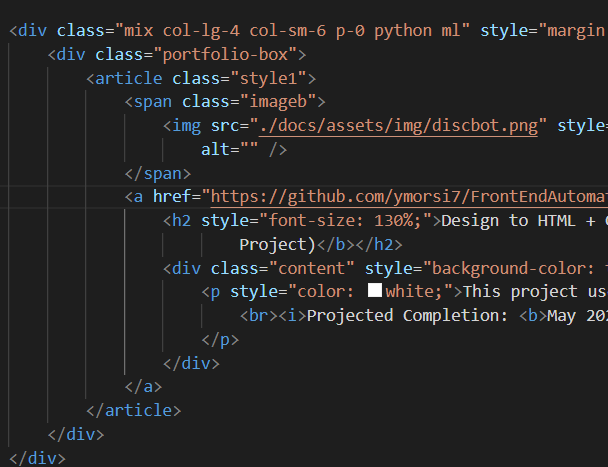 <div class="mix col-lg-4 col-sm-6 p-0 python ml" style="margin
<div class="portfolio-box">
<article class="style1">
<span class="imageb">
<img src="./docs/assets/img/discbot.png" style=
alt="" />
</span>
<a href="https://github.com/ymorsi7/FrontEndAutomat
<h2 style="font-size: 130%;">Design to HTML +
Project)</b></h2>
<div class="content" style="background-color:
<p style="color: white;">This project us
<br><i>Projected Completion: <b>May 202
</p>
</div>
</a>
</article>
</div>
</div>